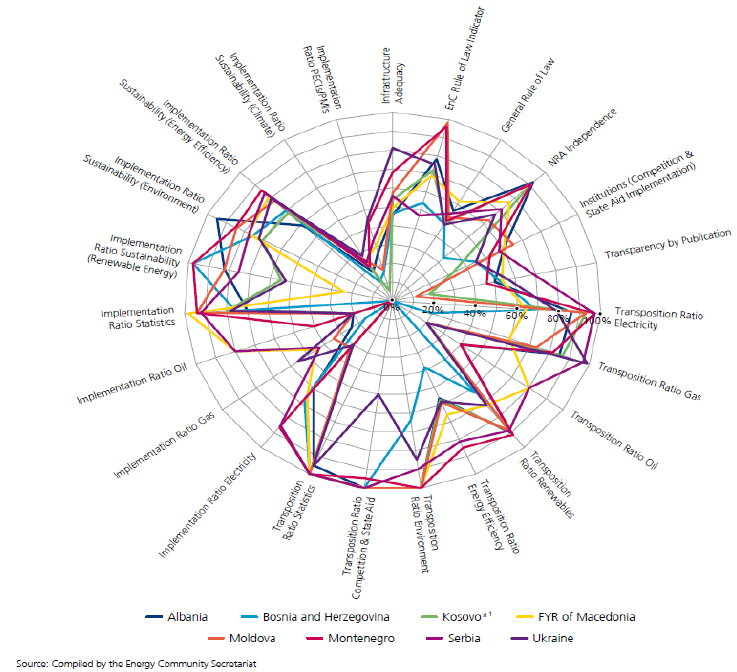 Infrastructure
Adequacy
EnC Rule of Law Indicator
General Rule of Law
NRA Independence
Institutions (Competition &
State Aid Implementation)
Transparency by Publication
Transposition Ratio
Electricity
Transposition Ratio Gas
Transposition Ratio Oil
Transposition
Ratio Renewables
Transposition Ratio
Energy Efficiency
Transposition
Ratio Environment
Transposition Ratio
Competition & State Aid
Transposition
Ratio Statistics
Implementation Ratio Electricity
Implementation Ratio Gas
Implementation Ratio Oil
Implementation
Ratio Statistics
Implementation
Ratio Sustainability
(Renewable Energy)
Implementation Ratio
Sustainability (Environment)
Implementation Ratio
Sustainability (Energy Efficiency)
Implementation Ratio
Sustainability (Climate)
Implementation
Ratio PECIs/PMIs
0% 20% 40% 60% 80% 100%
Albania Bosnia and Herzegovina Kosovo*¹ FYR of Macedonia
Moldova Montenegro Serbia Ukraine
Source: Compiled by the Energy Community Secretariat